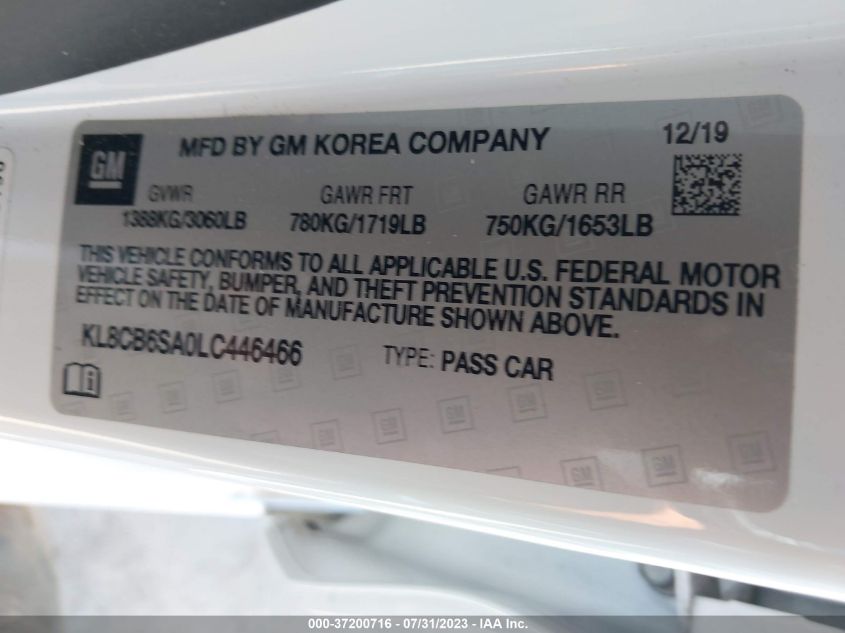 GM
MFD BY GM KOREA COMPANY
12/19
GVWR GAWR FRT GAWR RR
1388KG/3060LB 780KG/1719LB 750KG/1653LB
THIS VEHICLE CONFORMS TO ALL APPLICABLE U.S. FEDERAL MOTOR
VEHICLE SAFETY, BUMPER, AND THEFT PREVENTION STANDARDS IN
EFFECT ON THE DATE OF MANUFACTURE SHOWN ABOVE.
KL8CB6SA0LC446466 TYPE: PASS CAR
000-37200716 - 07/31/2023 - IAA Inc.